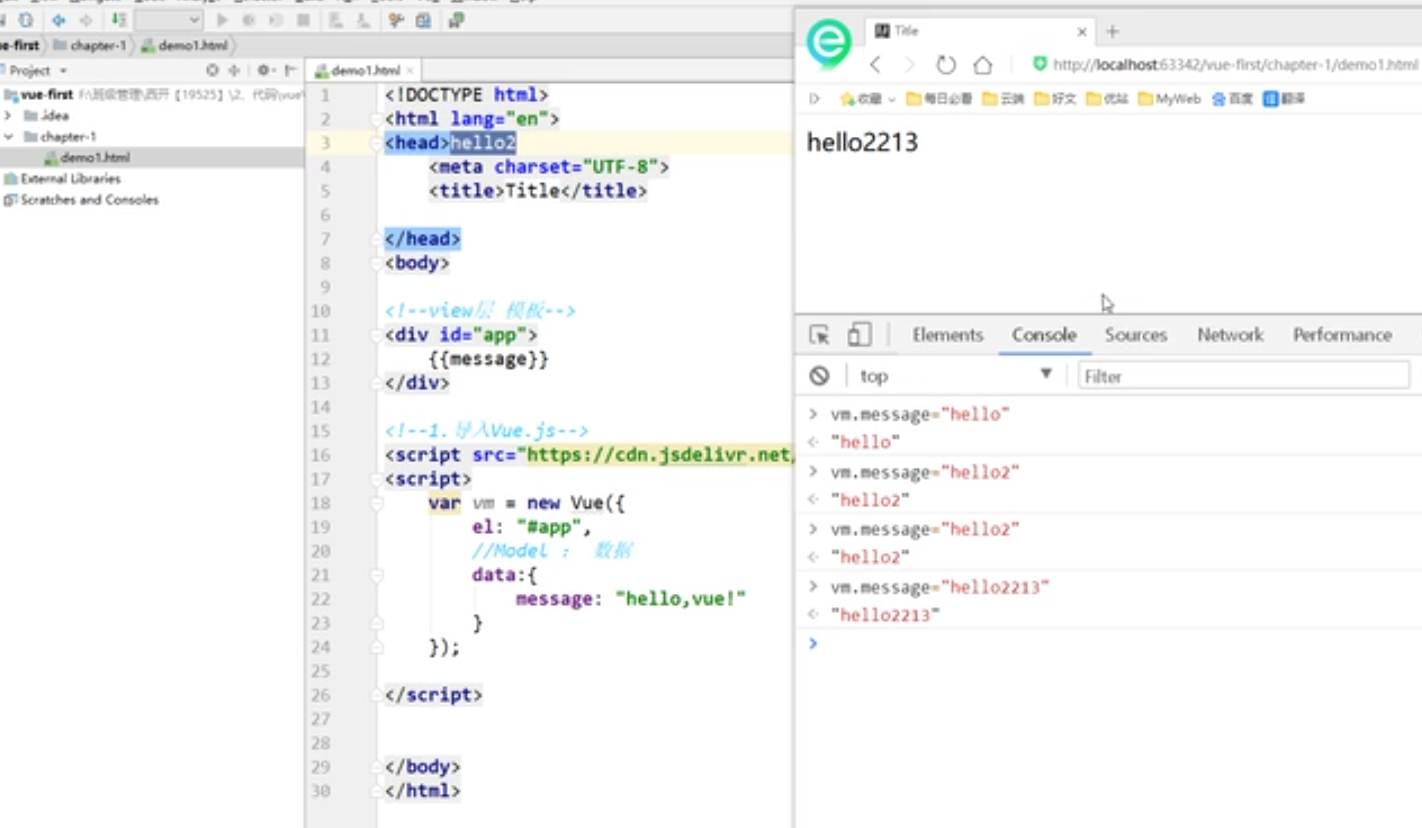 vue-first
chapter-1
demo1.html
Project
demo1.html
vue-first F:\班级管理\西开【19525】\2、代码\vue
.idea
chapter-1
demo1.html
External Libraries
Scratches and Consoles
1 <!DOCTYPE html>
2 <html lang="en">
3 <head>hello2
4 <meta charset="UTF-8">
5 <title>Title</title>
6
7 </head>
8 <body>
9
10 <!--view层 模板-->
11 <div id="app">
12 {{message}}
13 </div>
14
15 <!--1.导入Vue.js-->
16 <script src="https://cdn.jsdelivr.net/
17 <script>
18 var vm = new Vue({
19 el: "#app",
20 //Model : 数据
21 data:{
22 message: "hello,vue!"
23 }
24 });
25
26 </script>
27
28
29 </body>
30 </html>
Title
http://localhost:63342/vue-first/chapter-1/demo1.html
收藏 每日必看 云端 好文 优站 MyWeb 百度 翻译
hello2213
Elements Console Sources Network Performance
top Filter
> vm.message="hello"
"hello"
> vm.message="hello2"
"hello2"
> vm.message="hello2"
"hello2"
> vm.message="hello2213"
"hello2213"
>